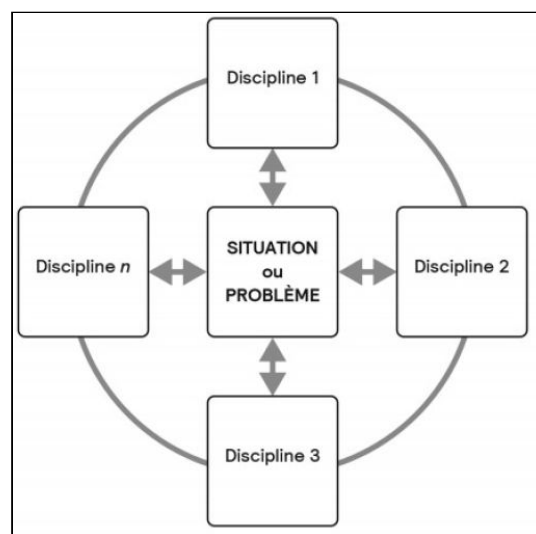 Discipline 1
Discipline n
SITUATION
ou
PROBLÈME
Discipline 2
Discipline 3